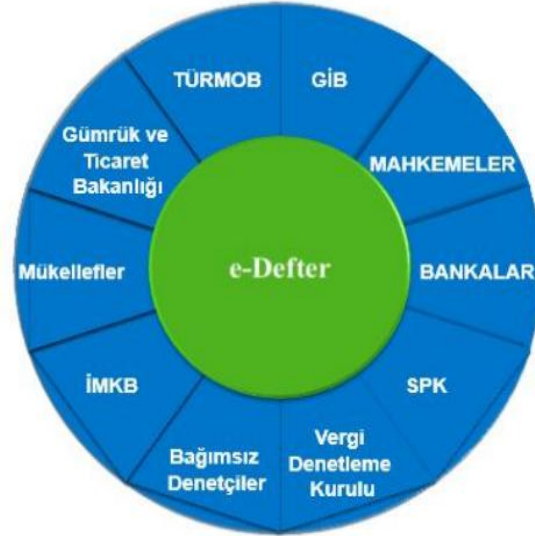 TÜRMOB
GİB
Gümrük ve
Ticaret
Bakanlığı
MAHKEMELER
Mükellefler
e-Defter
BANKALAR
İMKB
SPK
Bağımsız
Denetçiler
Vergi
Denetleme
Kurulu